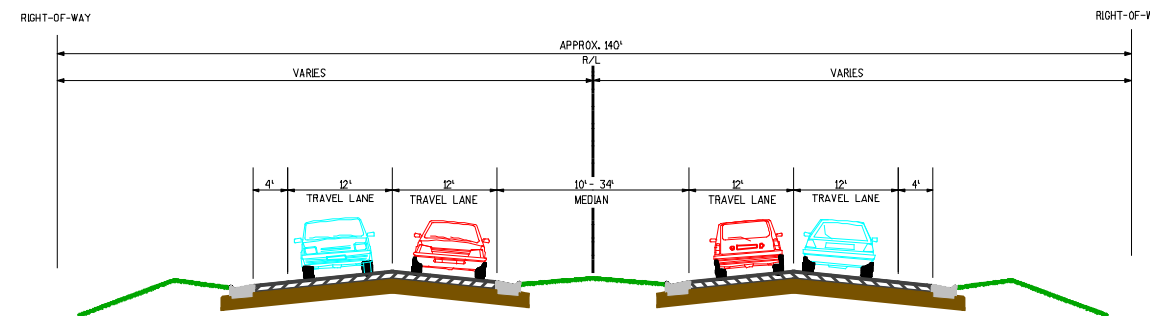 RIGHT-OF-WAY
RIGHT-OF-W
APPROX. 140'
R/L
VARIES
VARIES
4' 12' 12' 10' - 34' 12' 12' 4'
TRAVEL LANE TRAVEL LANE MEDIAN TRAVEL LANE TRAVEL LANE